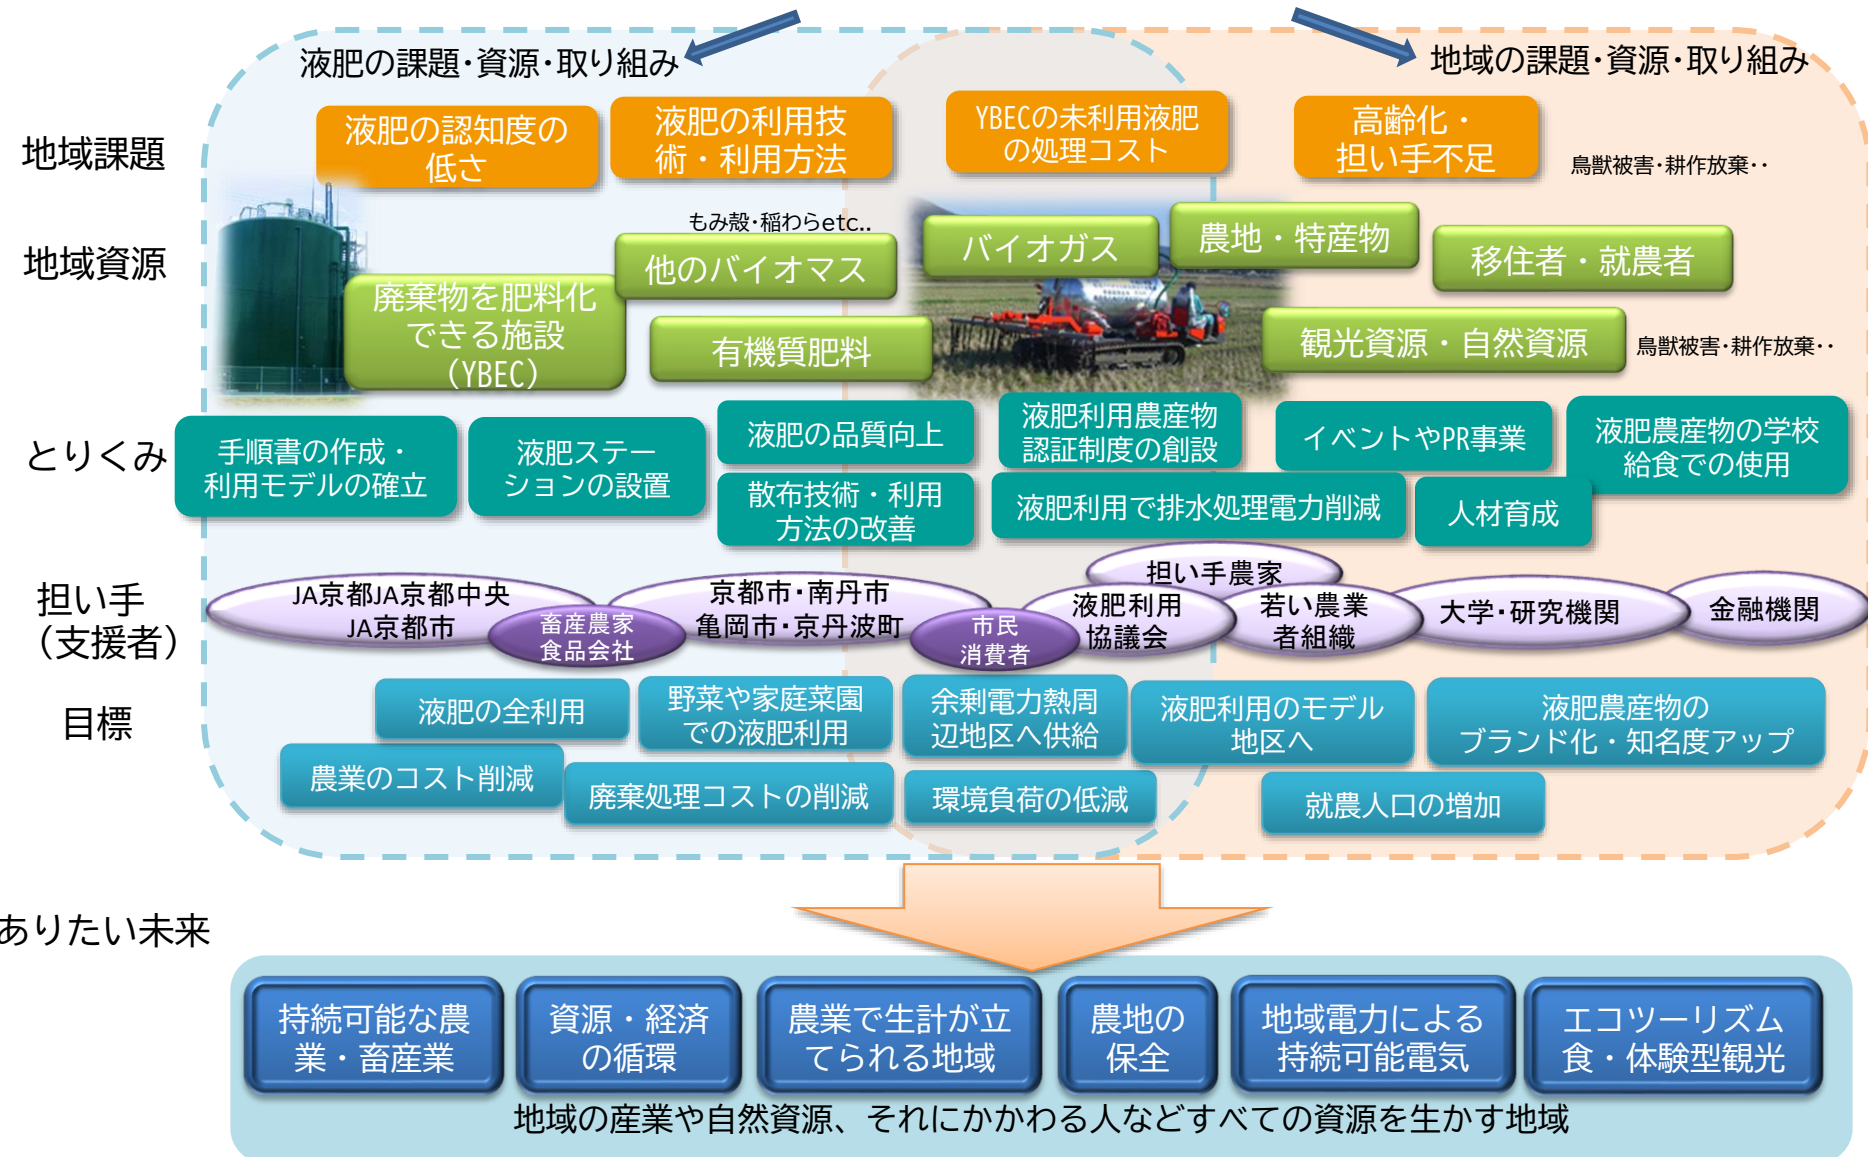 液肥の課題・資源・取り組み
地域の課題・資源・取り組み
地域課題
液肥の認知度の
低さ
液肥の利用技
術・利用方法
YBECの未利用液肥
の処理コスト
高齢化・
担い手不足
鳥獣被害・耕作放棄・・
地域資源
もみ殻・稲わらetc..
廃棄物を肥料化
できる施設
（YBEC）
他のバイオマス
有機質肥料
バイオガス
農地・特産物
移住者・就農者
観光資源・自然資源
鳥獣被害・耕作放棄・・
とりくみ
手順書の作成・
利用モデルの確立
液肥ステー
ションの設置
液肥の品質向上
散布技術・利用
方法の改善
液肥利用農産物
認証制度の創設
液肥利用で排水処理電力削減
イベントやPR事業
人材育成
液肥農産物の学校
給食での使用
担い手
（支援者）
JA京都JA京都中央
JA京都市
畜産農家
食品会社
京都市・南丹市
亀岡市・京丹波町
市民
消費者
担い手農家
液肥利用
協議会
若い農業
者組織
大学・研究機関
金融機関
目標
液肥の全利用
農業のコスト削減
野菜や家庭菜園
での液肥利用
廃棄処理コストの削減
余剰電力熱周
辺地区へ供給
環境負荷の低減
液肥利用のモデル
地区へ
液肥農産物の
ブランド化・知名度アップ
就農人口の増加
ありたい未来
持続可能な農
業・畜産業
資源・経済
の循環
農業で生計が立
てられる地域
農地の
保全
地域電力による
持続可能電気
エコツーリズム
食・体験型観光
地域の産業や自然資源、それにかかわる人などすべての資源を生かす地域